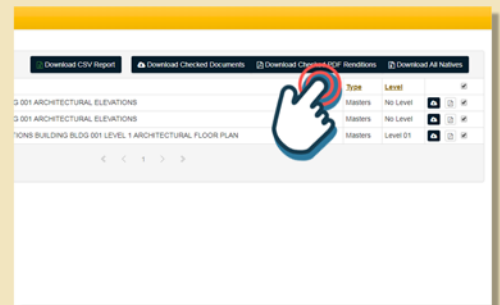 Download CSV Report Download Checked Documents Download Checked PDF Renditions Download All Natives
Type Level
G 001 ARCHITECTURAL ELEVATIONS Masters No Level
G 001 ARCHITECTURAL ELEVATIONS Masters No Level
TIONS BUILDING BLDG 001 LEVEL 1 ARCHITECTURAL FLOOR PLAN Masters Level 01
< < 1 > >